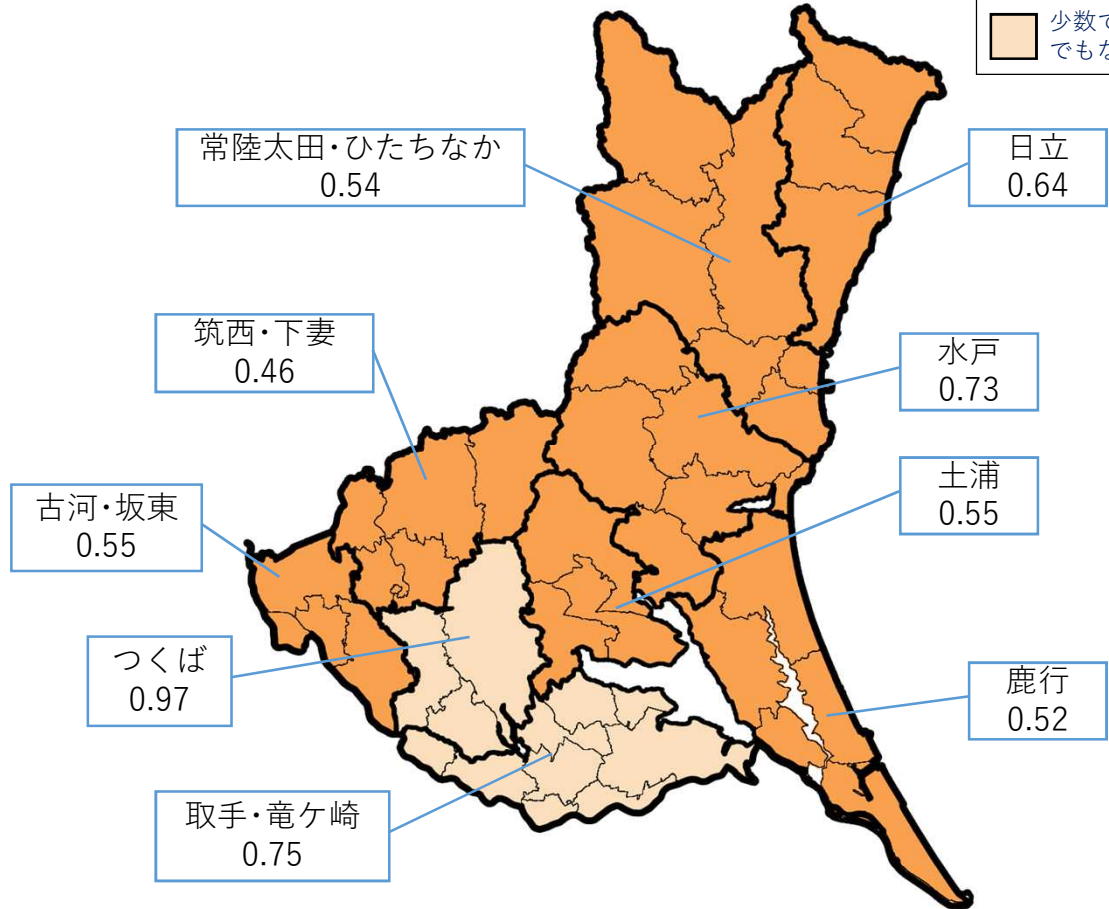 少数で
でもな
常陸太田・ひたちなか
0.54
日立
0.64
筑西・下妻
0.46
水戸
0.73
土浦
0.55
古河・坂東
0.55
つくば
0.97
鹿行
0.52
取手・竜ケ崎
0.75